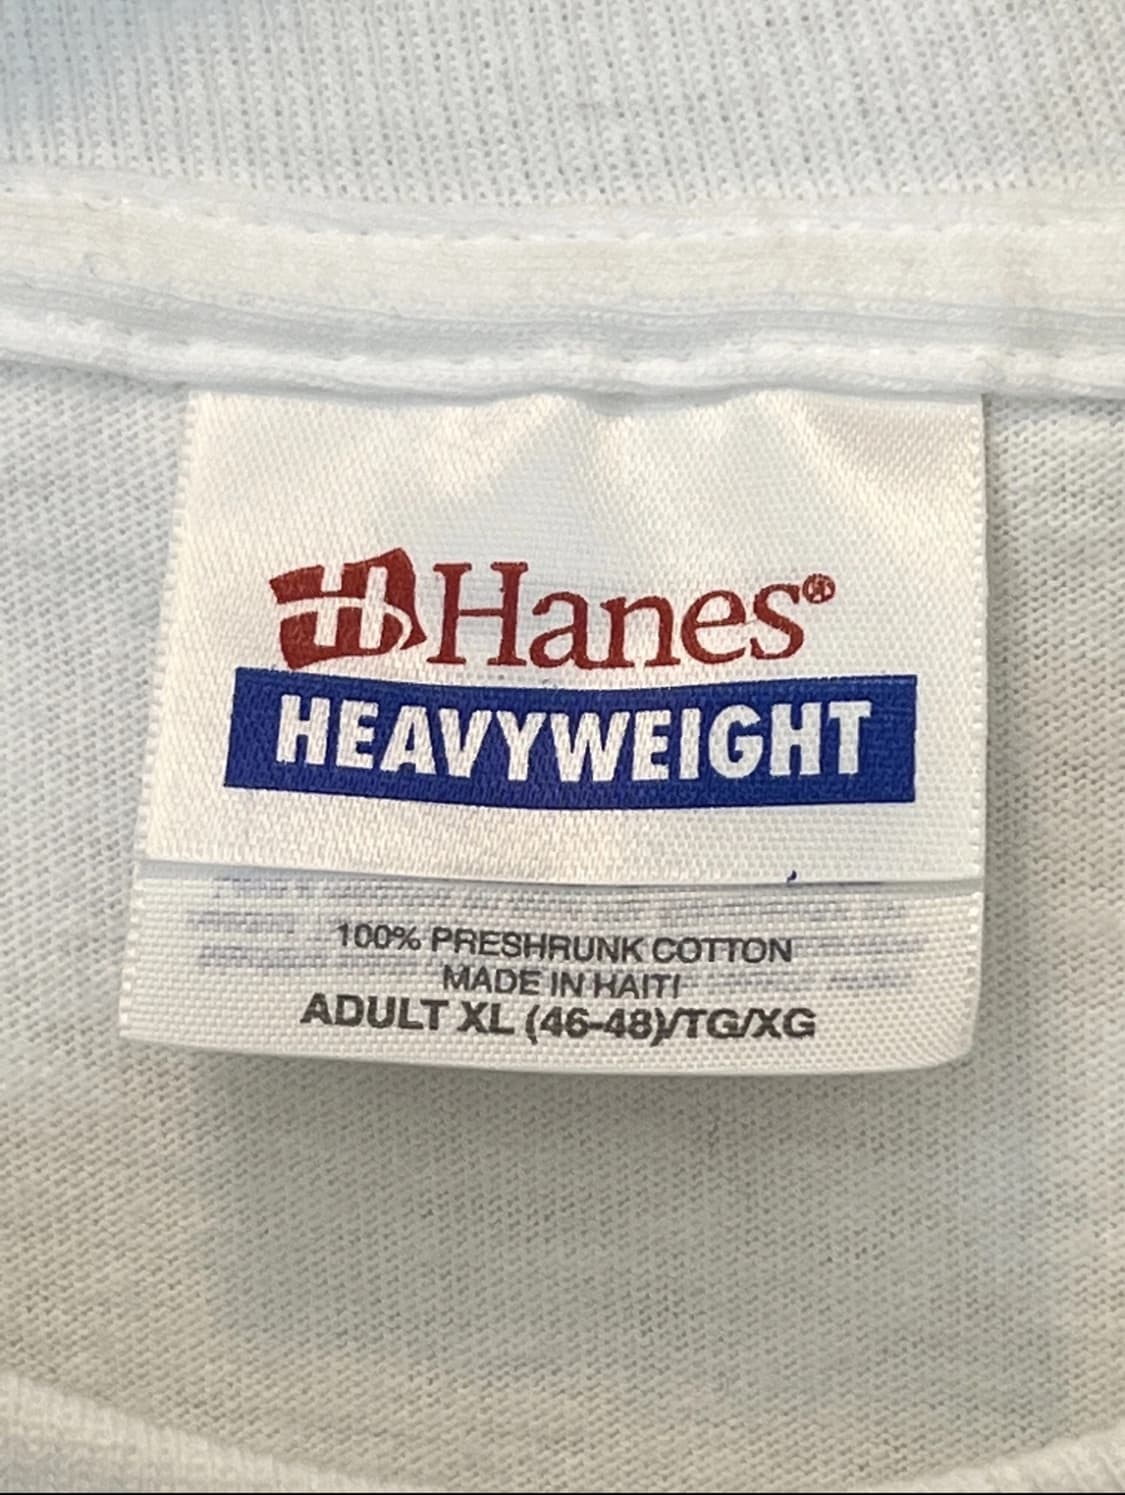 Hanes®
HEAVYWEIGHT
100% PRESHRUNK COTTON
MADE IN HAITI
ADULT XL (46-48)/TG/XG